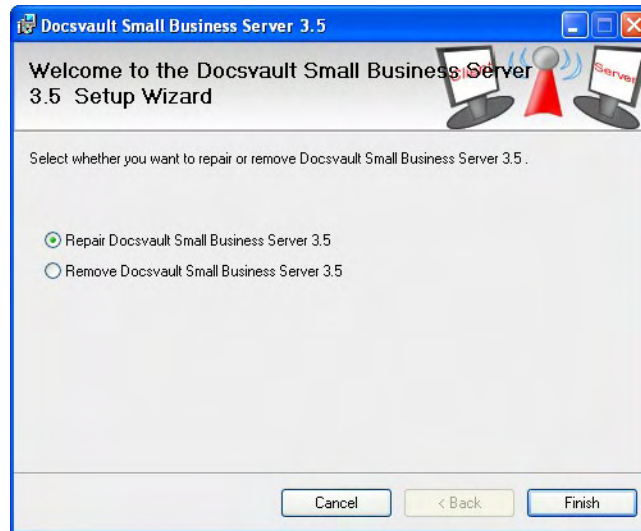 Docsvault Small Business Server 3.5
Welcome to the Docsvault Small Business Server
3.5 Setup Wizard
Client
Server
Select whether you want to repair or remove Docsvault Small Business Server 3.5 .
Repair Docsvault Small Business Server 3.5
Remove Docsvault Small Business Server 3.5
Cancel
< Back
Finish